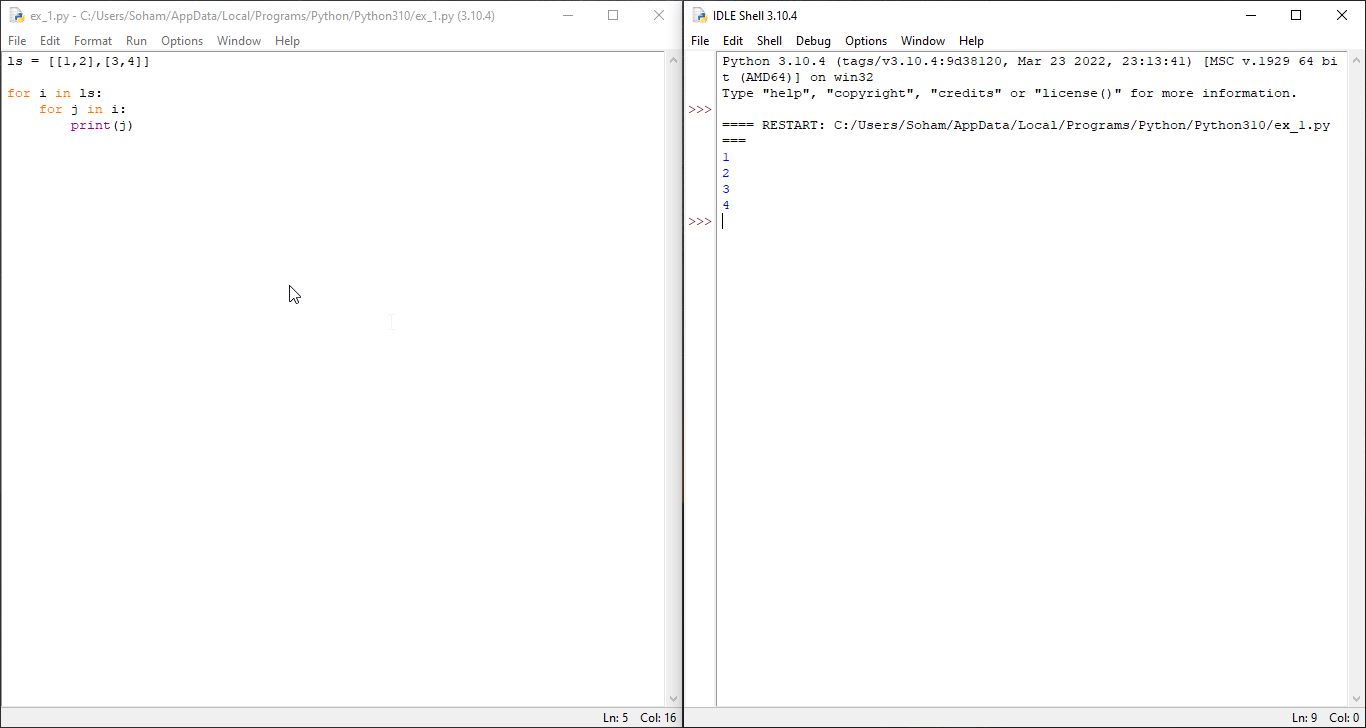 ex_1.py - C:/Users/Soham/AppData/Local/Programs/Python/Python310/ex_1.py (3.10.4)
File Edit Format Run Options Window Help
ls = [[1,2],[3,4]]
for i in ls:
    for j in i:
        print(j)
Ln: 5 Col: 16
IDLE Shell 3.10.4
File Edit Shell Debug Options Window Help
Python 3.10.4 (tags/v3.10.4:9d38120, Mar 23 2022, 23:13:41) [MSC v.1929 64 bi
t (AMD64)] on win32
Type "help", "copyright", "credits" or "license()" for more information.
>>>
==== RESTART: C:/Users/Soham/AppData/Local/Programs/Python/Python310/ex_1.py
===
1
2
3
4
>>>
Ln: 9 Col: 0